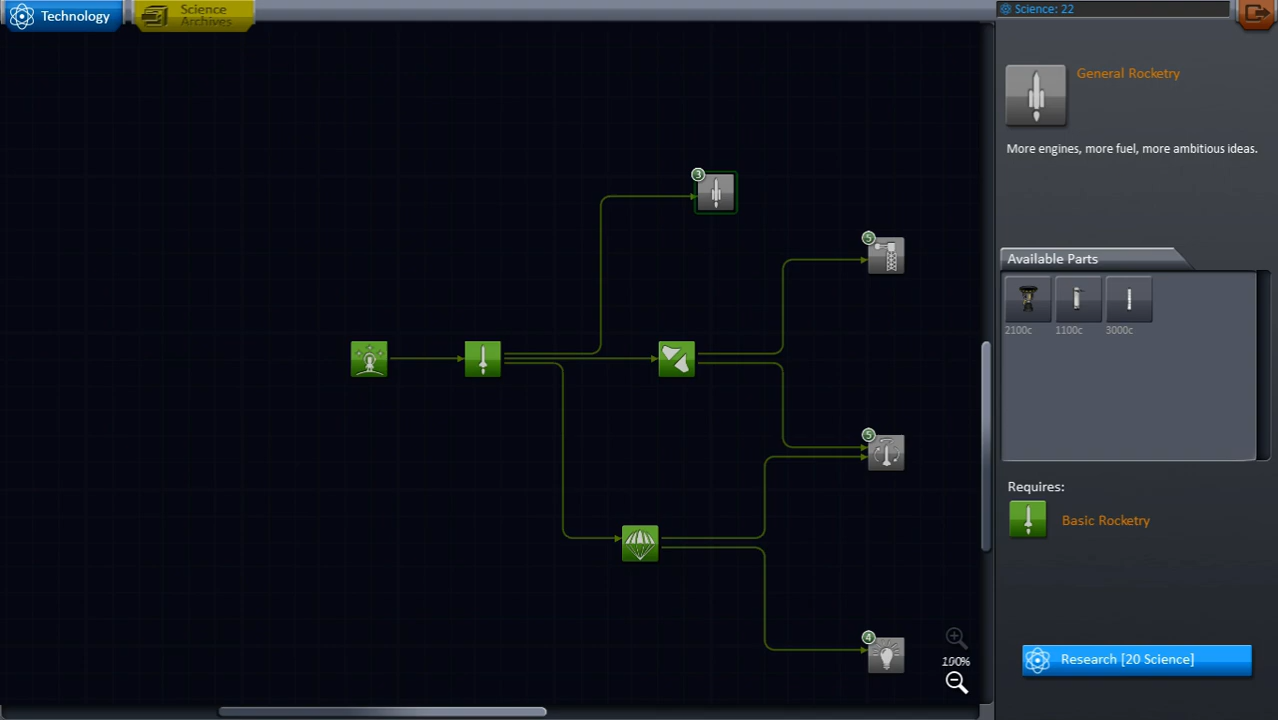 Technology
Science
Archives
Science: 22
General Rocketry
More engines, more fuel, more ambitious ideas.
3
5
Available Parts
2100c 1100c 3000c
5
Requires:
Basic Rocketry
4
100%
Research [20 Science]